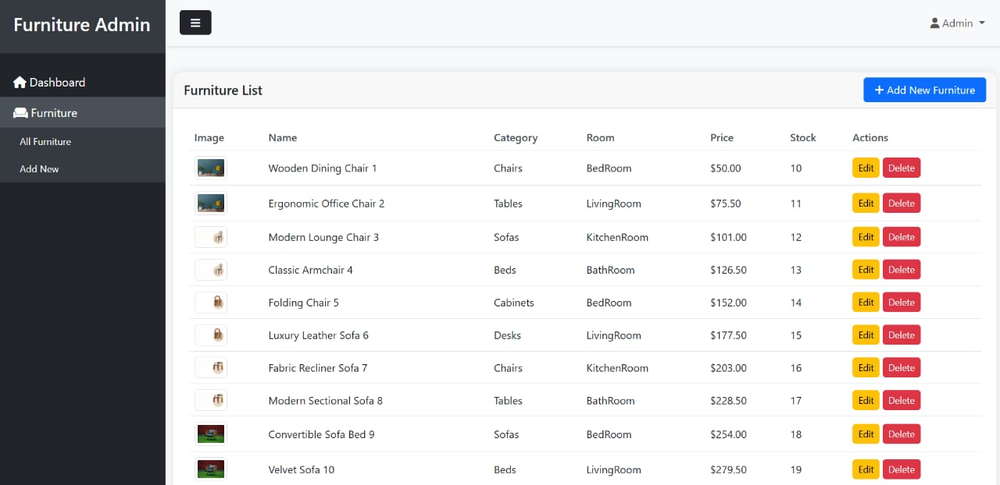 Furniture Admin
Admin
Dashboard
Furniture
All Furniture
Add New
Furniture List
Add New Furniture
Image Name Category Room Price Stock Actions
Wooden Dining Chair 1 Chairs BedRoom $50.00 10 Edit Delete
Ergonomic Office Chair 2 Tables LivingRoom $75.50 11 Edit Delete
Modern Lounge Chair 3 Sofas KitchenRoom $101.00 12 Edit Delete
Classic Armchair 4 Beds BathRoom $126.50 13 Edit Delete
Folding Chair 5 Cabinets BedRoom $152.00 14 Edit Delete
Luxury Leather Sofa 6 Desks LivingRoom $177.50 15 Edit Delete
Fabric Recliner Sofa 7 Chairs KitchenRoom $203.00 16 Edit Delete
Modern Sectional Sofa 8 Tables BathRoom $228.50 17 Edit Delete
Convertible Sofa Bed 9 Sofas BedRoom $254.00 18 Edit Delete
Velvet Sofa 10 Beds LivingRoom $279.50 19 Edit Delete